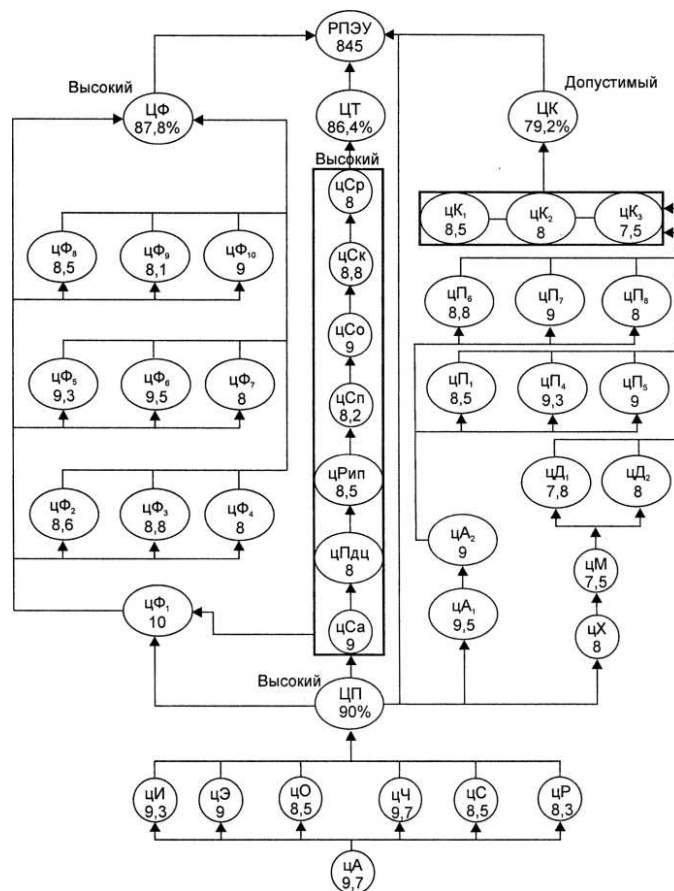 РПЭУ
845
Высокий
Допустимый
ЦФ
87,8%
ЦТ
86,4%
ЦК
79,2%
Высокий
цСр
8
цК₁
8,5
цК₂
8
цК₃
7,5
цФ₈
8,5
цФ₉
8,1
цФ₁₀
9
цСк
8,8
цП₆
8,8
цП₇
9
цП₈
8
цСо
9
цФ₅
9,3
цФ₆
9,5
цФ₇
8
цСп
8,2
цП₁
8,5
цП₄
9,3
цП₅
9
цРип
8,5
цД₁
7,8
цД₂
8
цФ₂
8,6
цФ₃
8,8
цФ₄
8
цПдц
8
цА₂
9
цМ
7,5
цФ₁
10
цСа
9
цА₁
9,5
цХ
8
Высокий
ЦП
90%
цИ
9,3
цЭ
9
цО
8,5
цЧ
9,7
цС
8,5
цР
8,3
цА
9,7